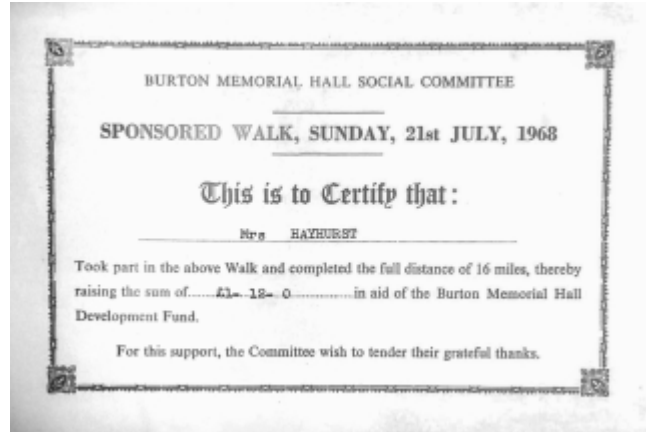 BURTON MEMORIAL HALL SOCIAL COMMITTEE
SPONSORED WALK, SUNDAY, 21st JULY, 1968
This is to Certify that :
Mrs HAYHURST
Took part in the above Walk and completed the full distance of 16 miles, thereby
raising the sum of ...... £1- 12- 0 ............ in aid of the Burton Memorial Hall
Development Fund.
For this support, the Committee wish to tender their grateful thanks.